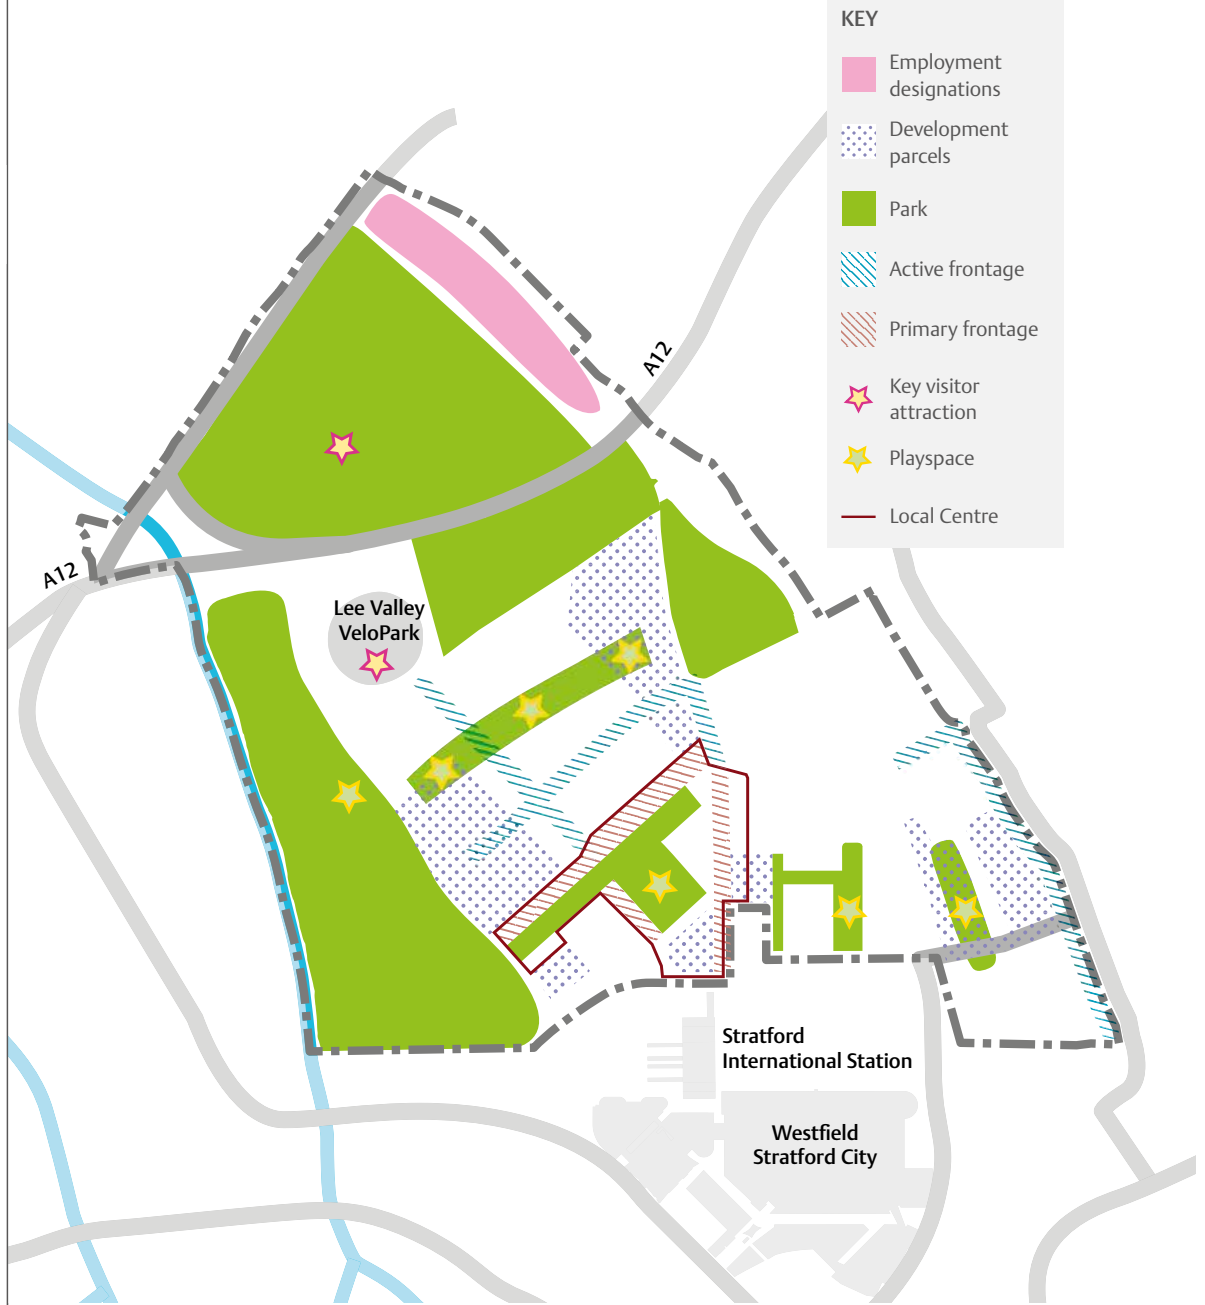 KEY
Employment
designations
Development
parcels
Park
Active frontage
Primary frontage
Key visitor
attraction
Playspace
Local Centre
A12
A12
Lee Valley
VeloPark
Stratford
International Station
Westfield
Stratford City